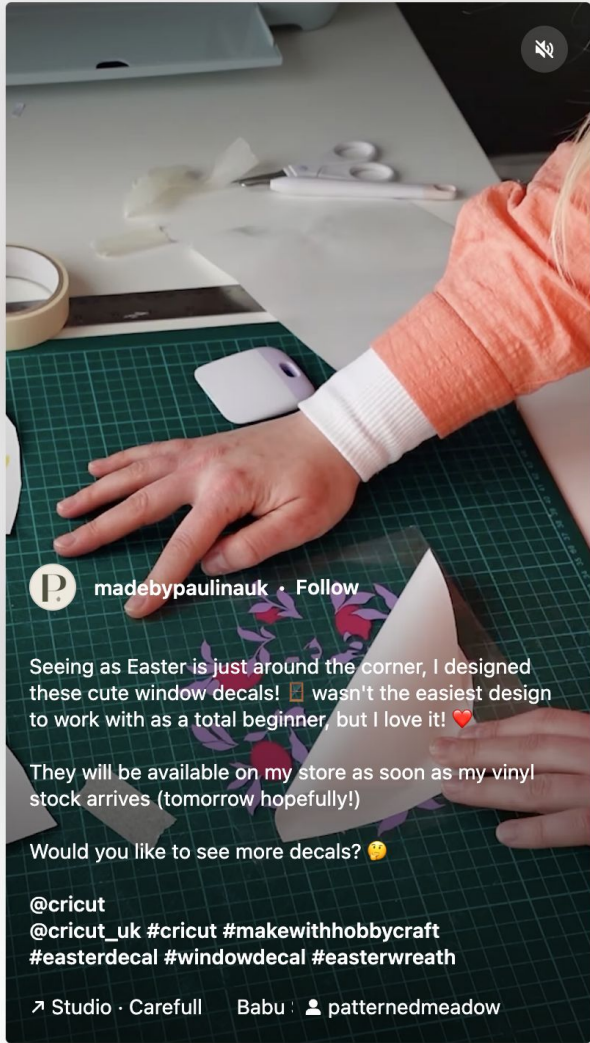 P.
madebypaulinauk • Follow
Seeing as Easter is just around the corner, I designed
these cute window decals! 🚪 wasn't the easiest design
to work with as a total beginner, but I love it! ❤️
They will be available on my store as soon as my vinyl
stock arrives (tomorrow hopefully!)
Would you like to see more decals? 🤔
@cricut
@cricut_uk #cricut #makewithhobbycraft
#easterdecal #windowdecal #easterwreath
Studio · Carefull Babu patternedmeadow